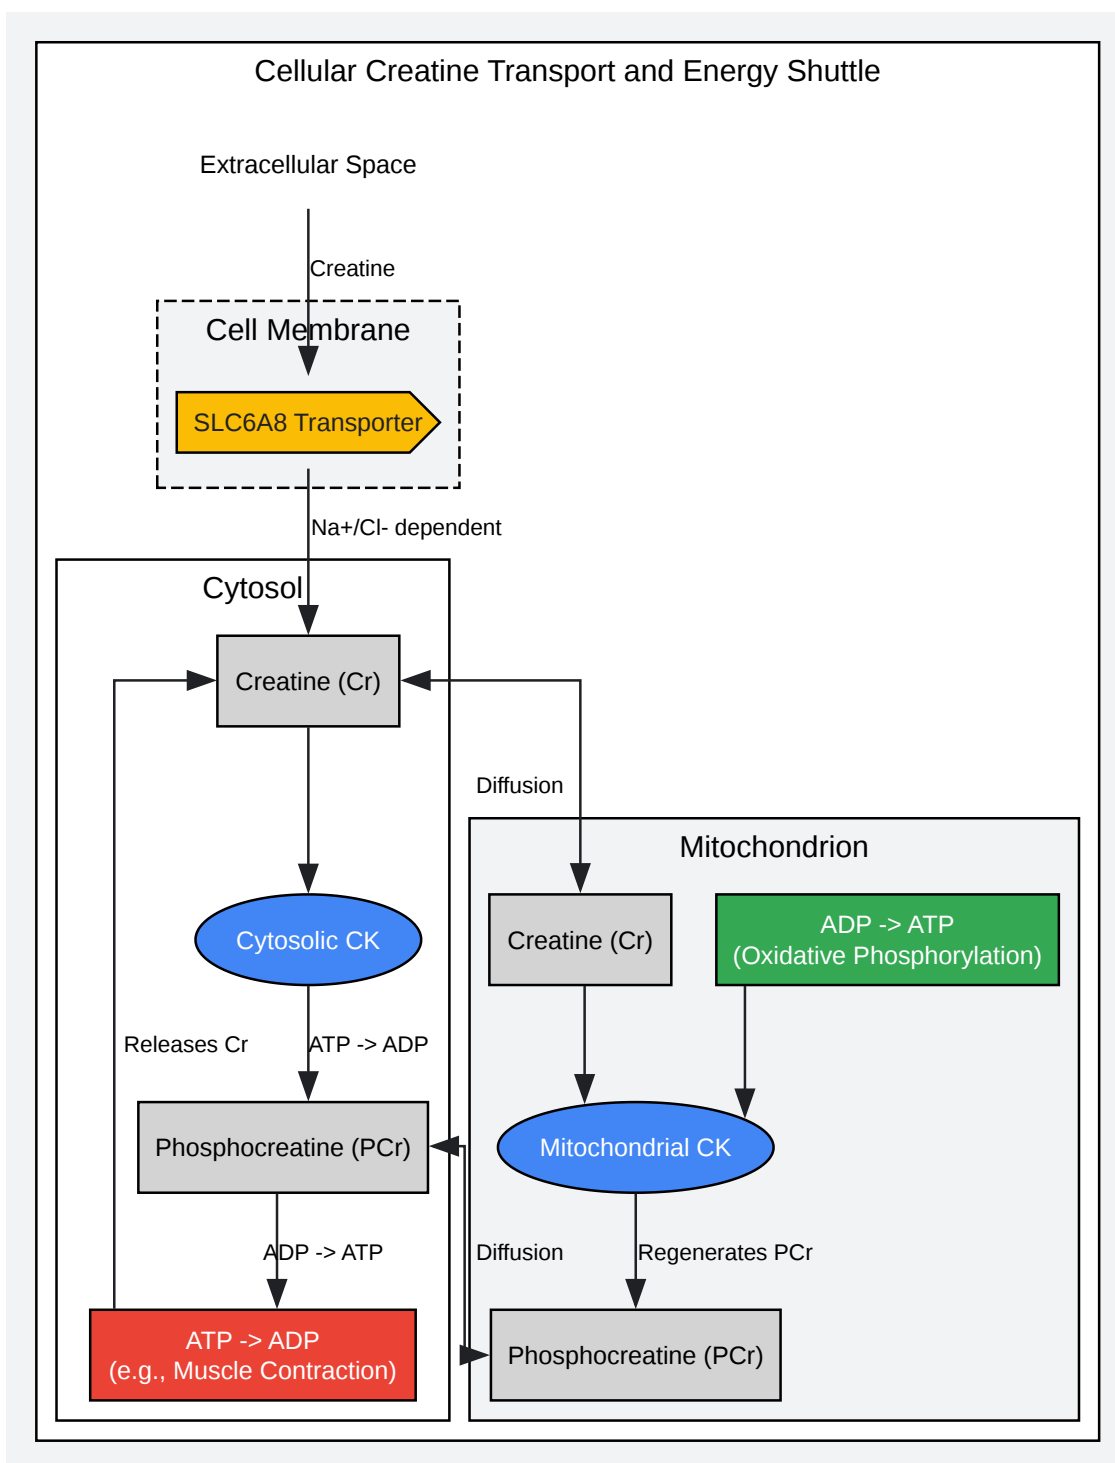 Cellular Creatine Transport and Energy Shuttle
Extracellular Space
Creatine
Cell Membrane
SLC6A8 Transporter
Na+/Cl- dependent
Cytosol
Creatine (Cr)
Diffusion
Mitochondrion
Cytosolic CK
Creatine (Cr)
ADP -> ATP
(Oxidative Phosphorylation)
Releases Cr
ATP -> ADP
Phosphocreatine (PCr)
Mitochondrial CK
ADP -> ATP
Diffusion
Regenerates PCr
ATP -> ADP
(e.g., Muscle Contraction)
Phosphocreatine (PCr)